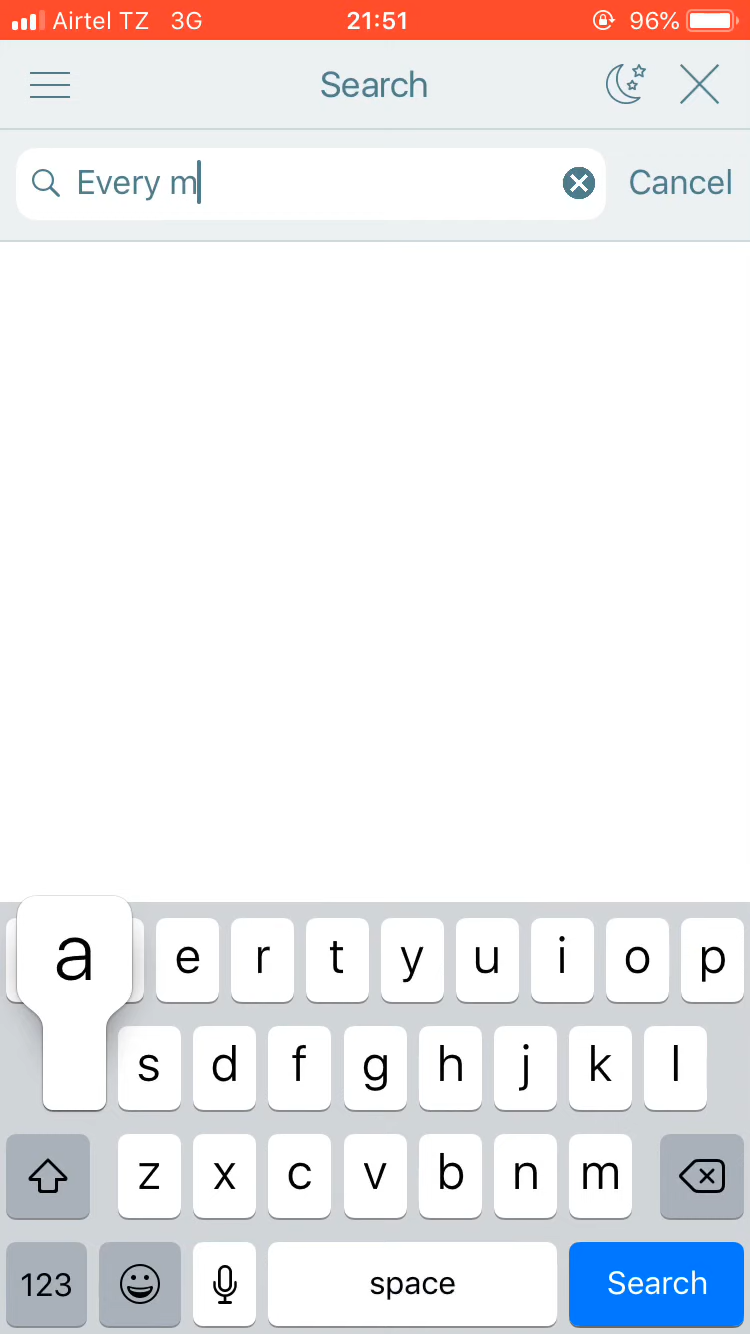 Airtel TZ 3G 21:51 96%
Search
Every m Cancel
a e r t y u i o p
s d f g h j k l
z x c v b n m
123 space Search